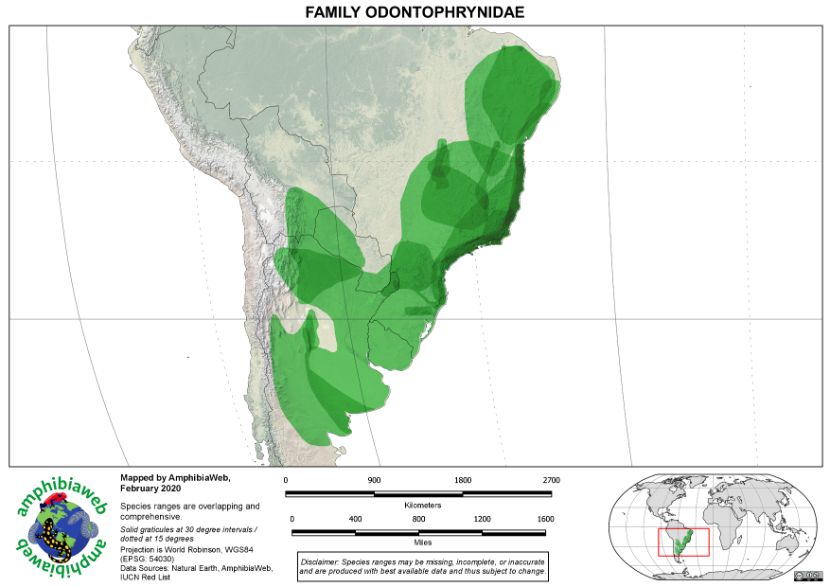 FAMILY ODONTOPHRYNIDAE
amphibiaweb
amphibiaweb
Mapped by AmphibiaWeb,
February 2020
Species ranges are overlapping and
comprehensive.
Solid graticules at 30 degree intervals /
dotted at 15 degrees
Projection is World Robinson, WGS84
(EPSG: 54030)
Data Sources: Natural Earth, AmphibiaWeb,
IUCN Red List
0 900 1800 2700
Kilometers
0 400 800 1200 1600
Miles
Disclaimer: Species ranges may be missing, incomplete, or inaccurate
and are produced with best available data and thus subject to change.